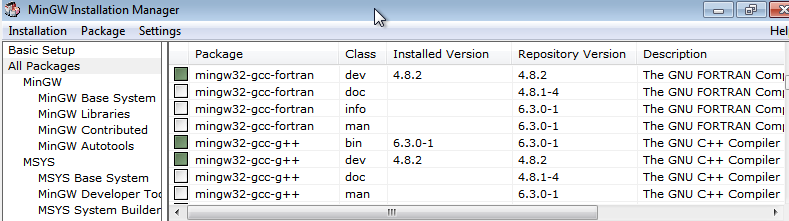 MinGW Installation Manager
Installation Package Settings Hel
Basic Setup
All Packages
MinGW
MinGW Base System
MinGW Libraries
MinGW Contributed
MinGW Autotools
MSYS
MSYS Base System
MinGW Developer Too
MSYS System Builder
Package Class Installed Version Repository Version Description
mingw32-gcc-fortran dev 4.8.2 4.8.2 The GNU FORTRAN Comp
mingw32-gcc-fortran doc 4.8.1-4 The GNU FORTRAN Comp
mingw32-gcc-fortran info 6.3.0-1 The GNU FORTRAN Comp
mingw32-gcc-fortran man 6.3.0-1 The GNU FORTRAN Comp
mingw32-gcc-g++ bin 6.3.0-1 6.3.0-1 The GNU C++ Compiler
mingw32-gcc-g++ dev 4.8.2 4.8.2 The GNU C++ Compiler
mingw32-gcc-g++ doc 4.8.1-4 The GNU C++ Compiler
mingw32-gcc-g++ man 6.3.0-1 The GNU C++ Compiler